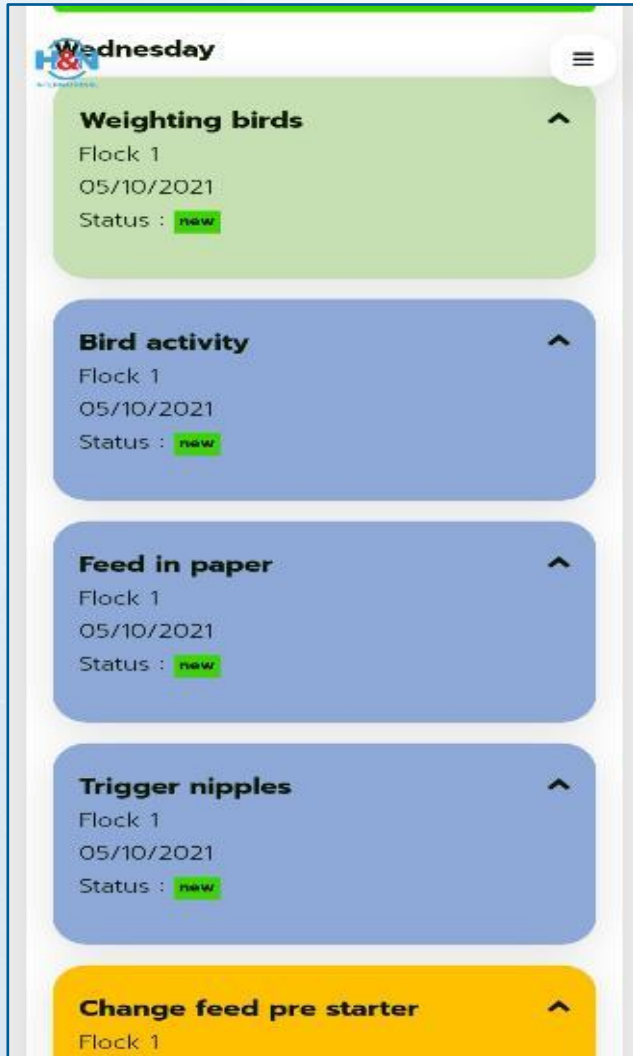 Wednesday
H&N
INTERNATIONAL
Weighting birds
Flock 1
05/10/2021
Status : new
Bird activity
Flock 1
05/10/2021
Status : new
Feed in paper
Flock 1
05/10/2021
Status : new
Trigger nipples
Flock 1
05/10/2021
Status : new
Change feed pre starter
Flock 1